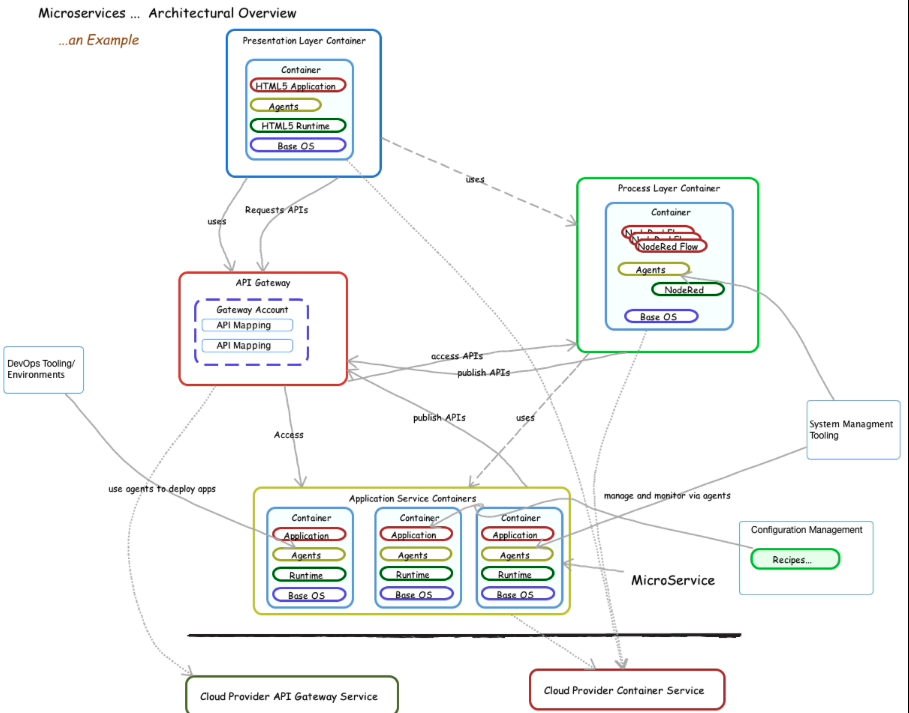 Microservices ... Architectural Overview
...an Example
Presentation Layer Container
Container
HTML5 Application
Agents
HTML5 Runtime
Base OS
uses
Process Layer Container
Container
NodeRed Flow
NodeRed Flow
NodeRed Flow
Agents
NodeRed
Base OS
uses
Requests APIs
API Gateway
Gateway Account
API Mapping
API Mapping
access APIs
publish APIs
DevOps Tooling/
Environments
publish APIs
uses
Access
System Managment
Tooling
use agents to deploy apps
manage and monitor via agents
Application Service Containers
Container
Application
Agents
Runtime
Base OS
Container
Application
Agents
Runtime
Base OS
Container
Application
Agents
Runtime
Base OS
Configuration Management
Recipes...
MicroService
Cloud Provider API Gateway Service
Cloud Provider Container Service